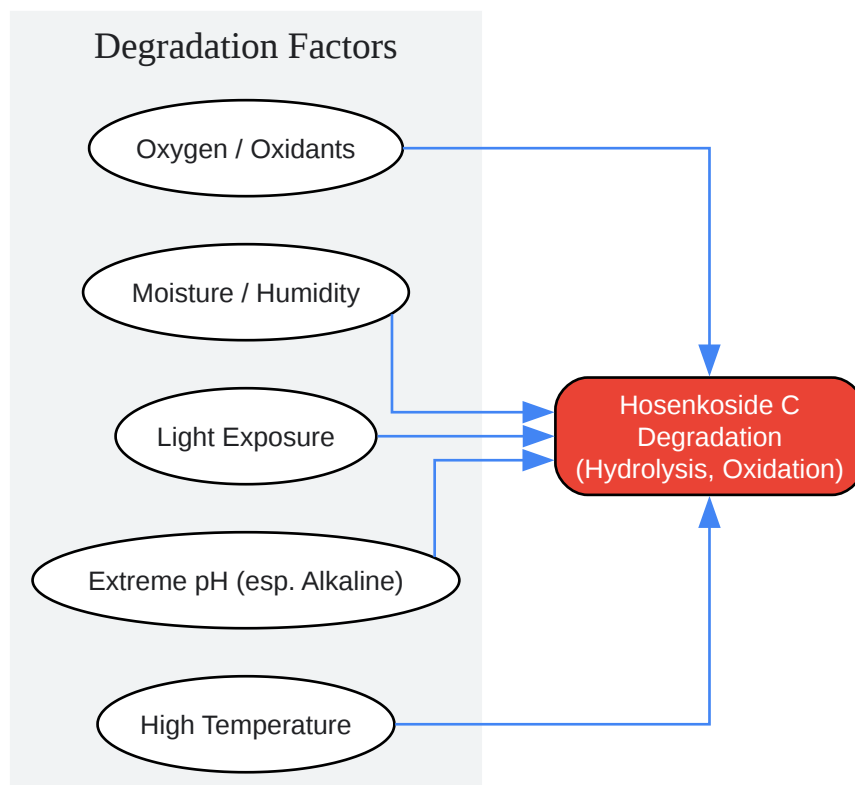 Degradation Factors
Oxygen / Oxidants
Moisture / Humidity
Light Exposure
Extreme pH (esp. Alkaline)
High Temperature
Hosenkoside C
Degradation
(Hydrolysis, Oxidation)